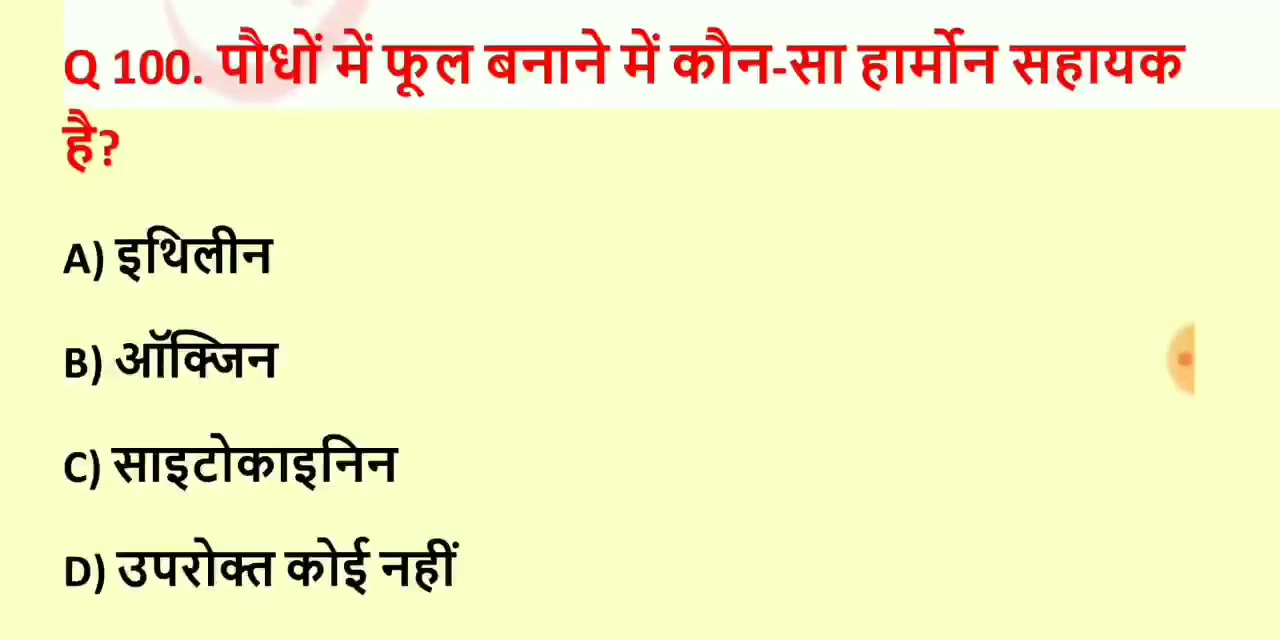 Q 100. पौधों में फूल बनाने में कौन-सा हार्मोन सहायक
है?
A) इथिलीन
B) ऑक्जिन
C) साइटोकाइनिन
D) उपरोक्त कोई नहीं